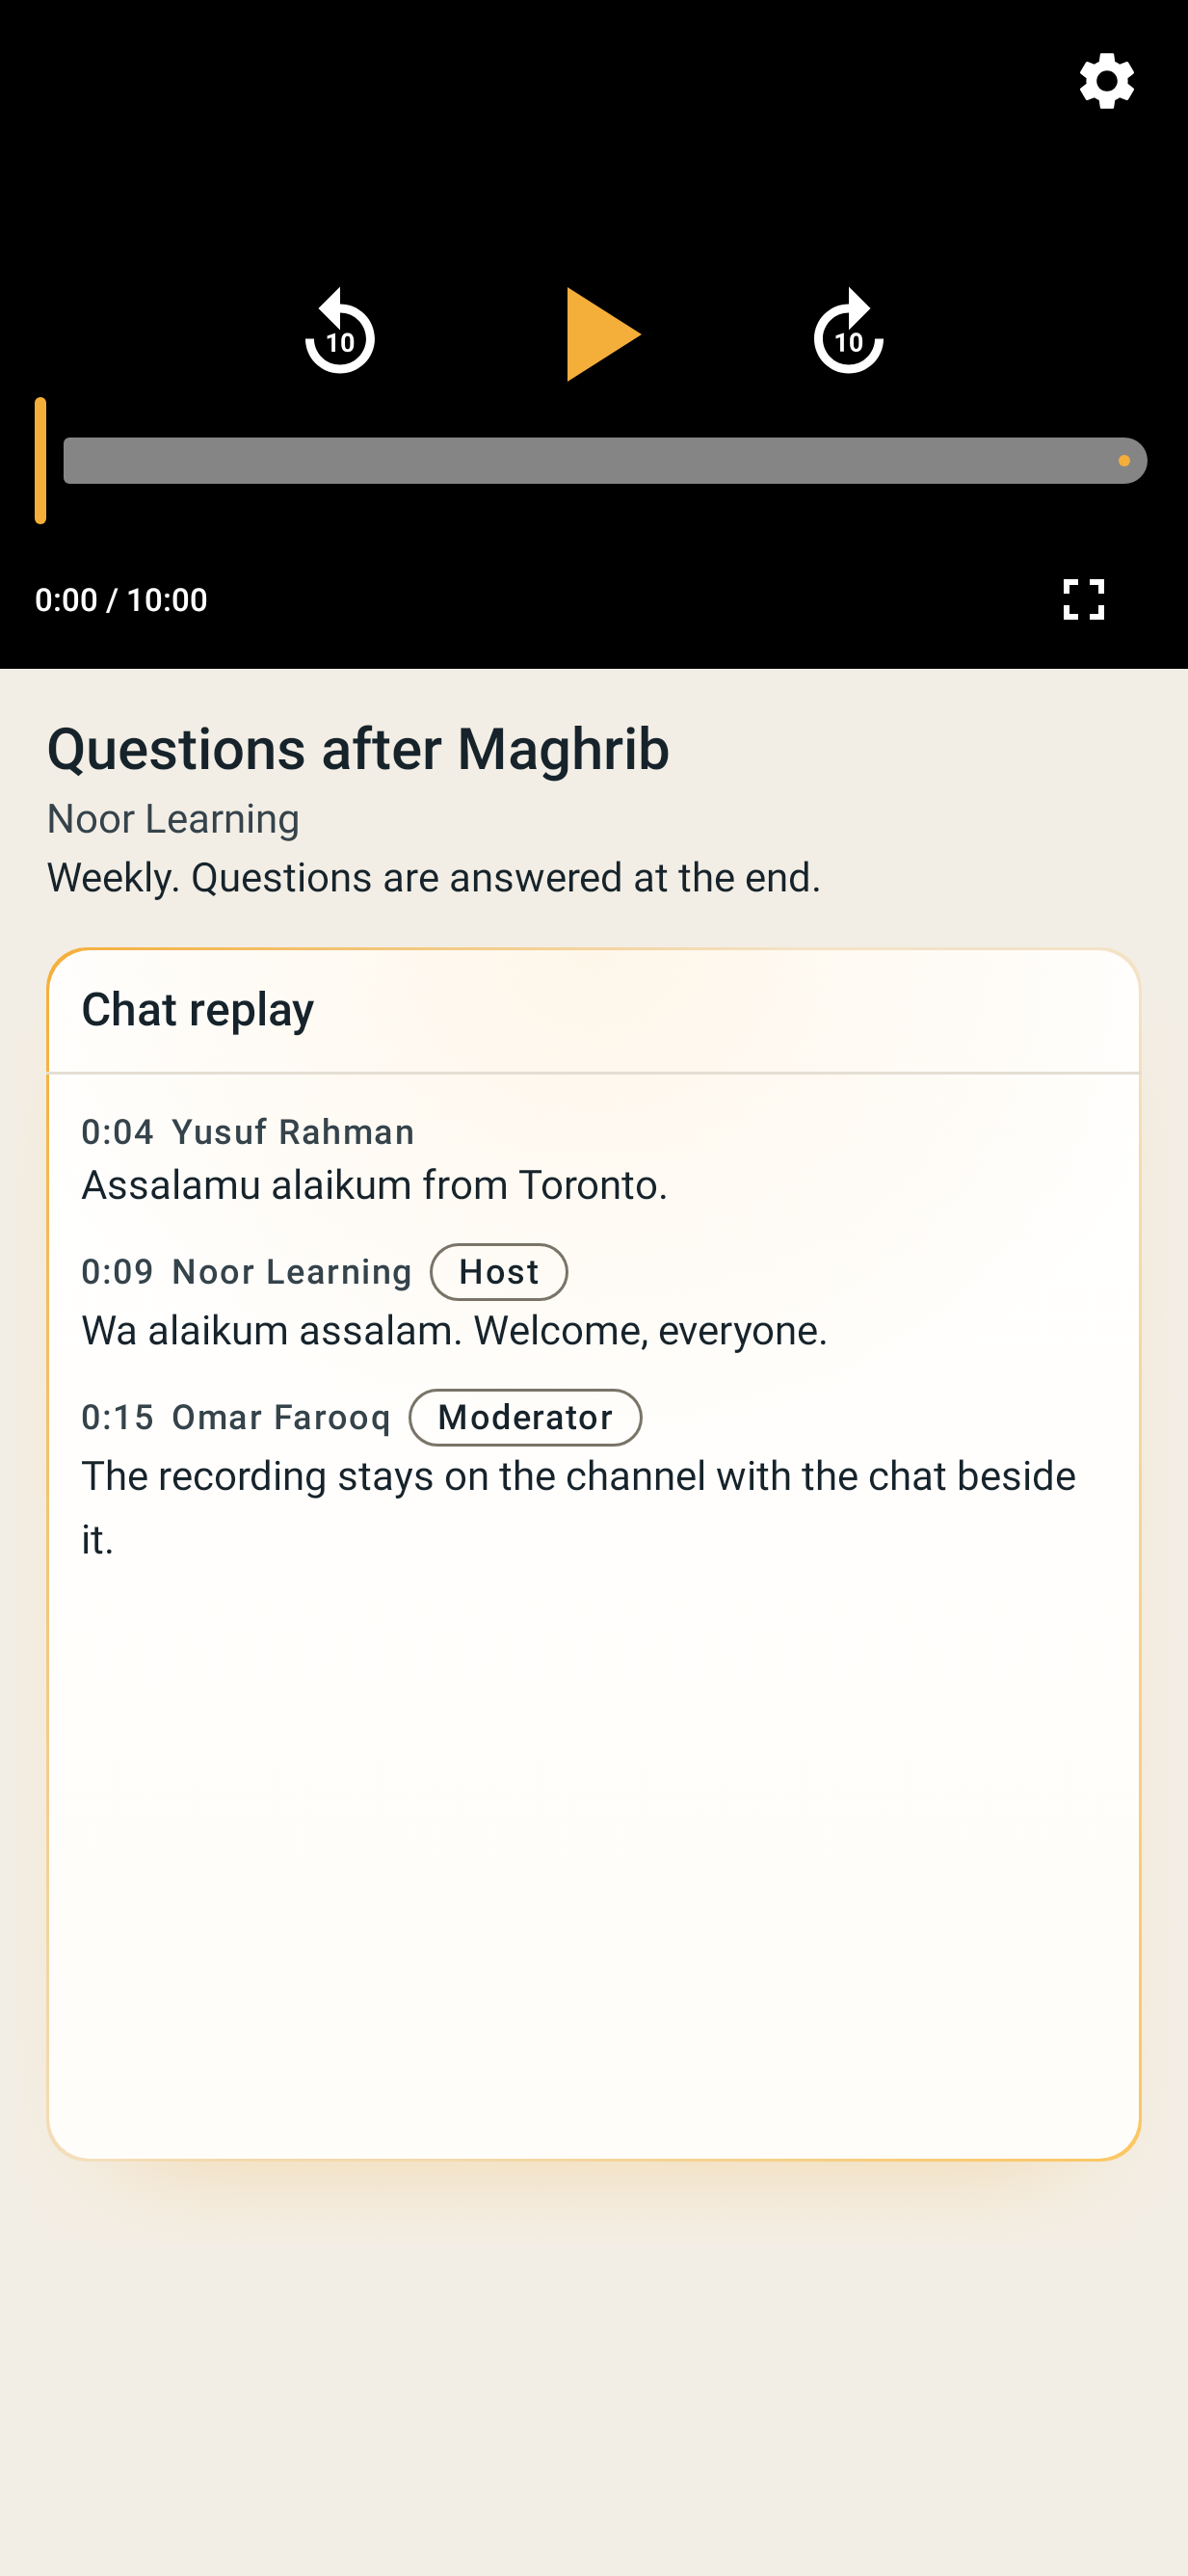 10
10
0:00 / 10:00
Questions after Maghrib
Noor Learning
Weekly. Questions are answered at the end.
Chat replay
0:04 Yusuf Rahman
Assalamu alaikum from Toronto.
0:09 Noor Learning Host
Wa alaikum assalam. Welcome, everyone.
0:15 Omar Farooq Moderator
The recording stays on the channel with the chat beside
it.